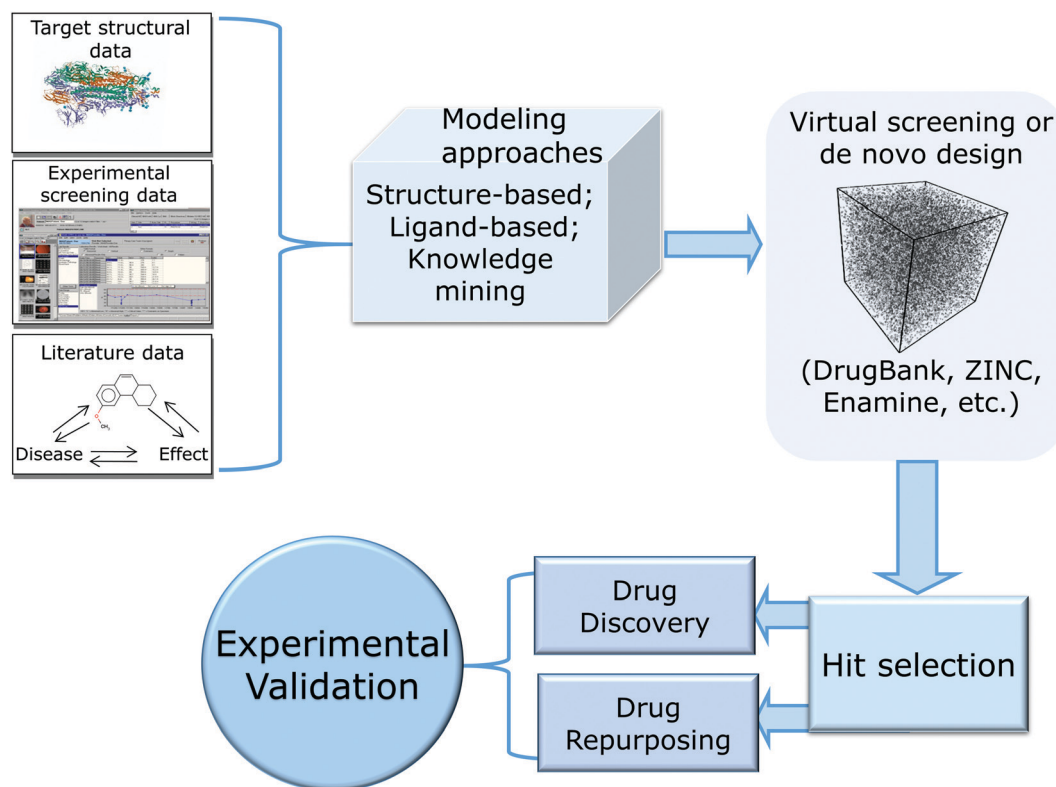 Target structural
data
Experimental
screening data
Literature data
CH₃
Disease
Effect
Modeling
approaches
Structure-based;
Ligand-based;
Knowledge
mining
Virtual screening or
de novo design
(DrugBank, ZINC,
Enamine, etc.)
Hit selection
Drug
Discovery
Drug
Repurposing
Experimental
Validation